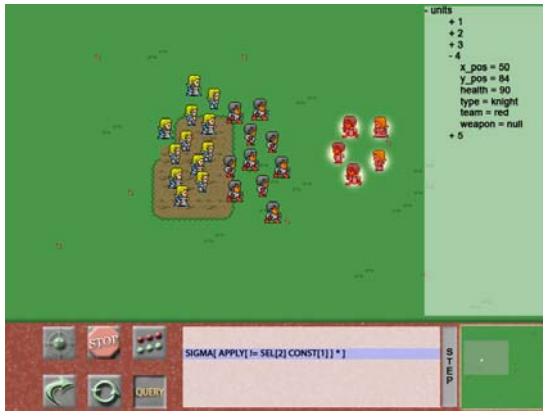 - units
+ 1
+ 2
+ 3
- 4
x_pos = 50
y_pos = 84
health = 90
type = knight
team = red
weapon = null
+ 5
STOP
SIGMA[ APPLY[ != SEL[2] CONST[1] ] * ]
STEP
QUERY